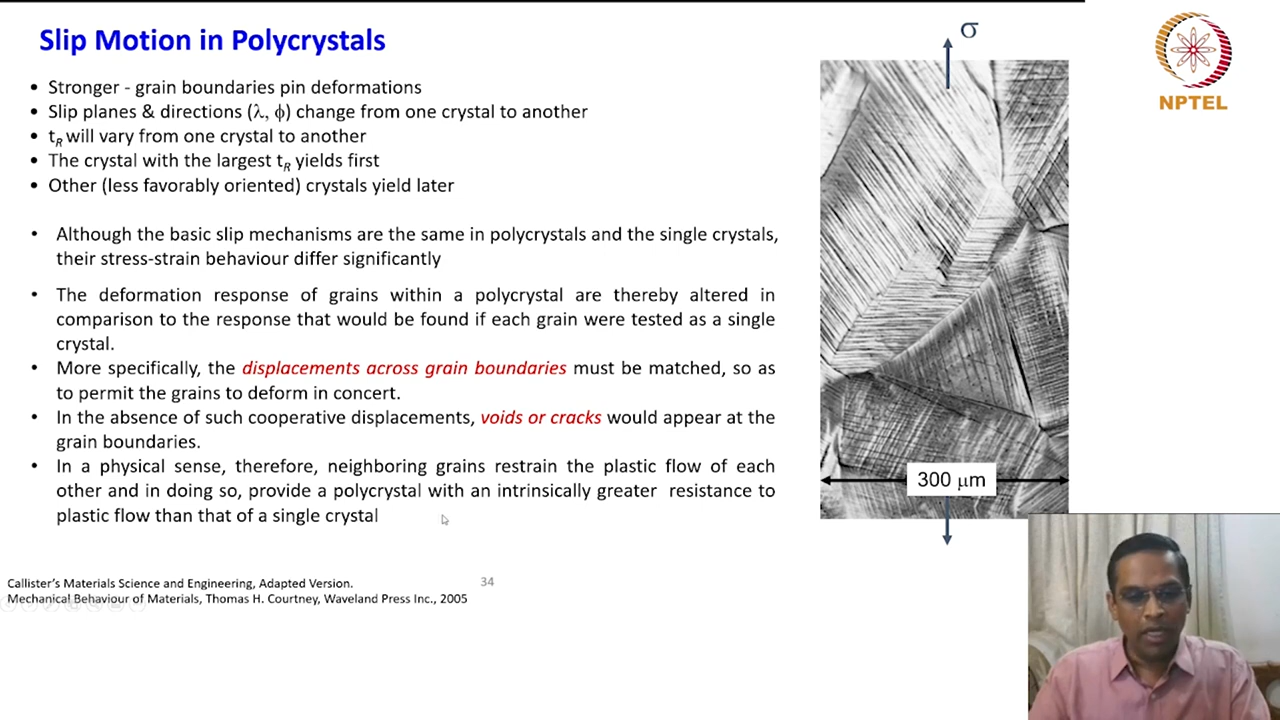 Slip Motion in Polycrystals
• Stronger - grain boundaries pin deformations
• Slip planes & directions (λ, ϕ) change from one crystal to another
• tR will vary from one crystal to another
• The crystal with the largest tR yields first
• Other (less favorably oriented) crystals yield later
• Although the basic slip mechanisms are the same in polycrystals and the single crystals,
their stress-strain behaviour differ significantly
• The deformation response of grains within a polycrystal are thereby altered in
comparison to the response that would be found if each grain were tested as a single
crystal.
• More specifically, the displacements across grain boundaries must be matched, so as
to permit the grains to deform in concert.
• In the absence of such cooperative displacements, voids or cracks would appear at the
grain boundaries.
• In a physical sense, therefore, neighboring grains restrain the plastic flow of each
other and in doing so, provide a polycrystal with an intrinsically greater resistance to
plastic flow than that of a single crystal
σ
300 μm
NPTEL
Callister's Materials Science and Engineering, Adapted Version.
34
Mechanical Behaviour of Materials, Thomas H. Courtney, Waveland Press Inc., 2005